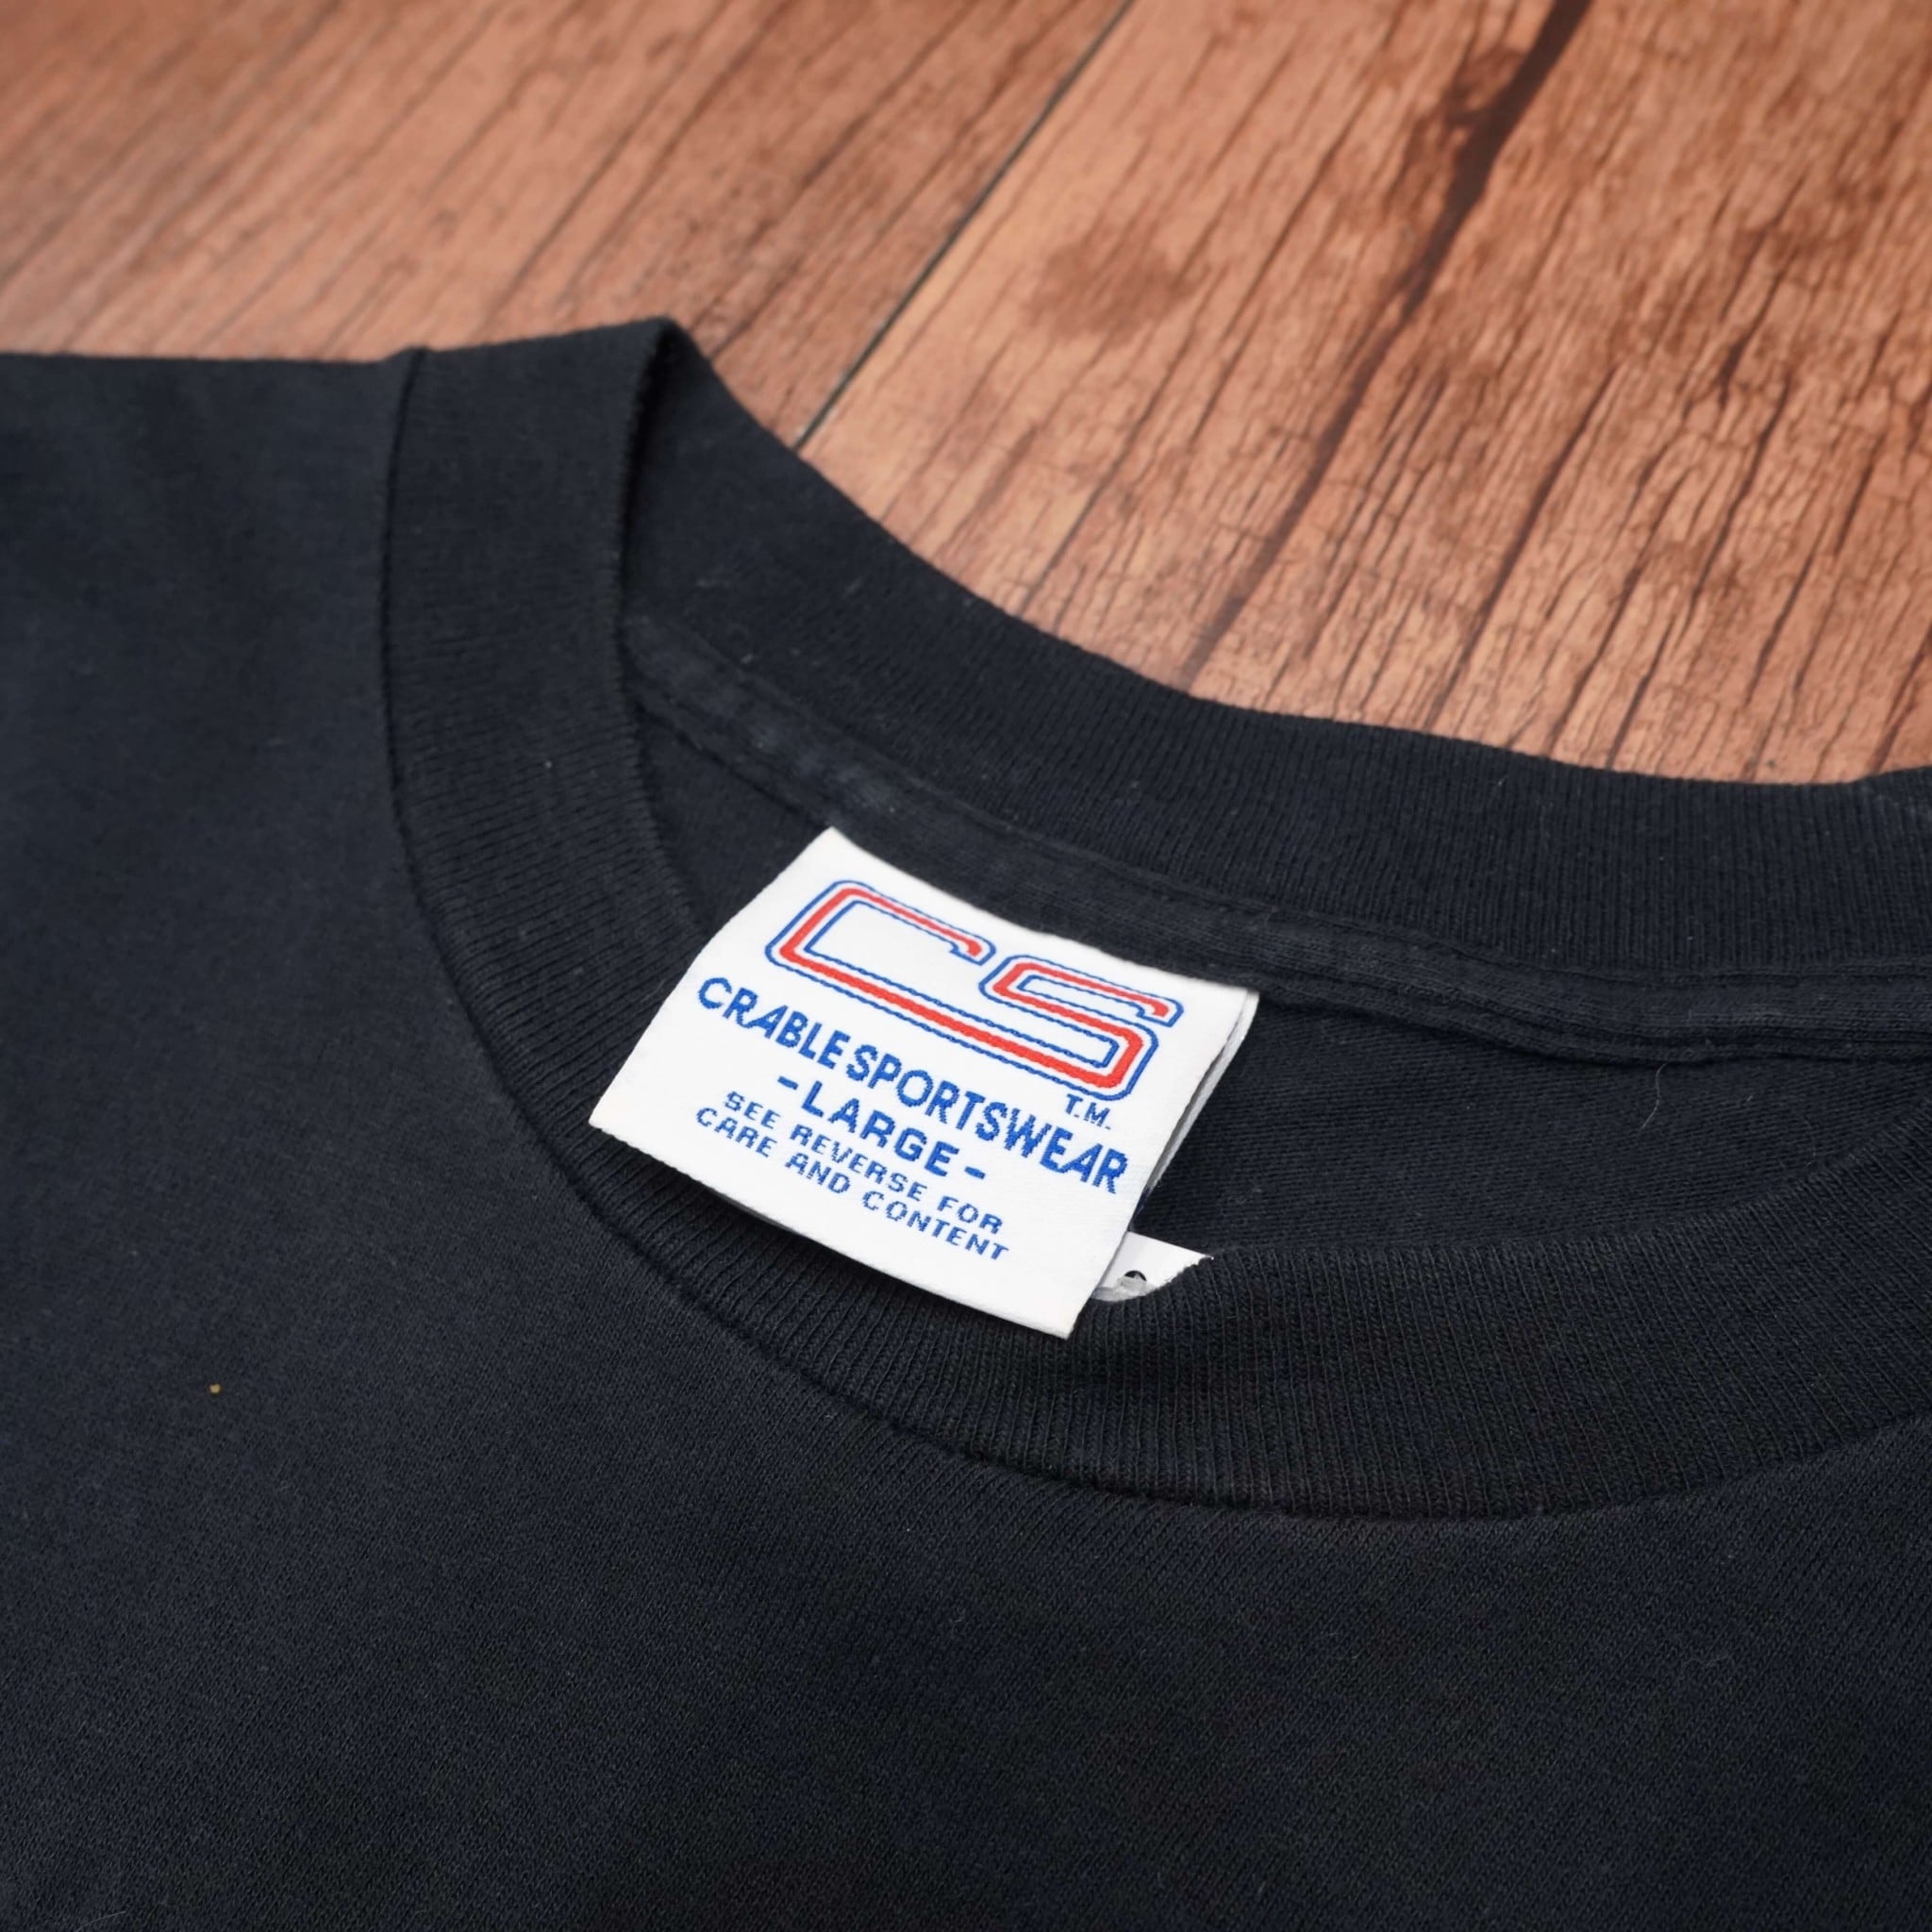 CS
CRABLE SPORTSWEAR T.M.
-LARGE-
SEE REVERSE FOR
CARE AND CONTENT